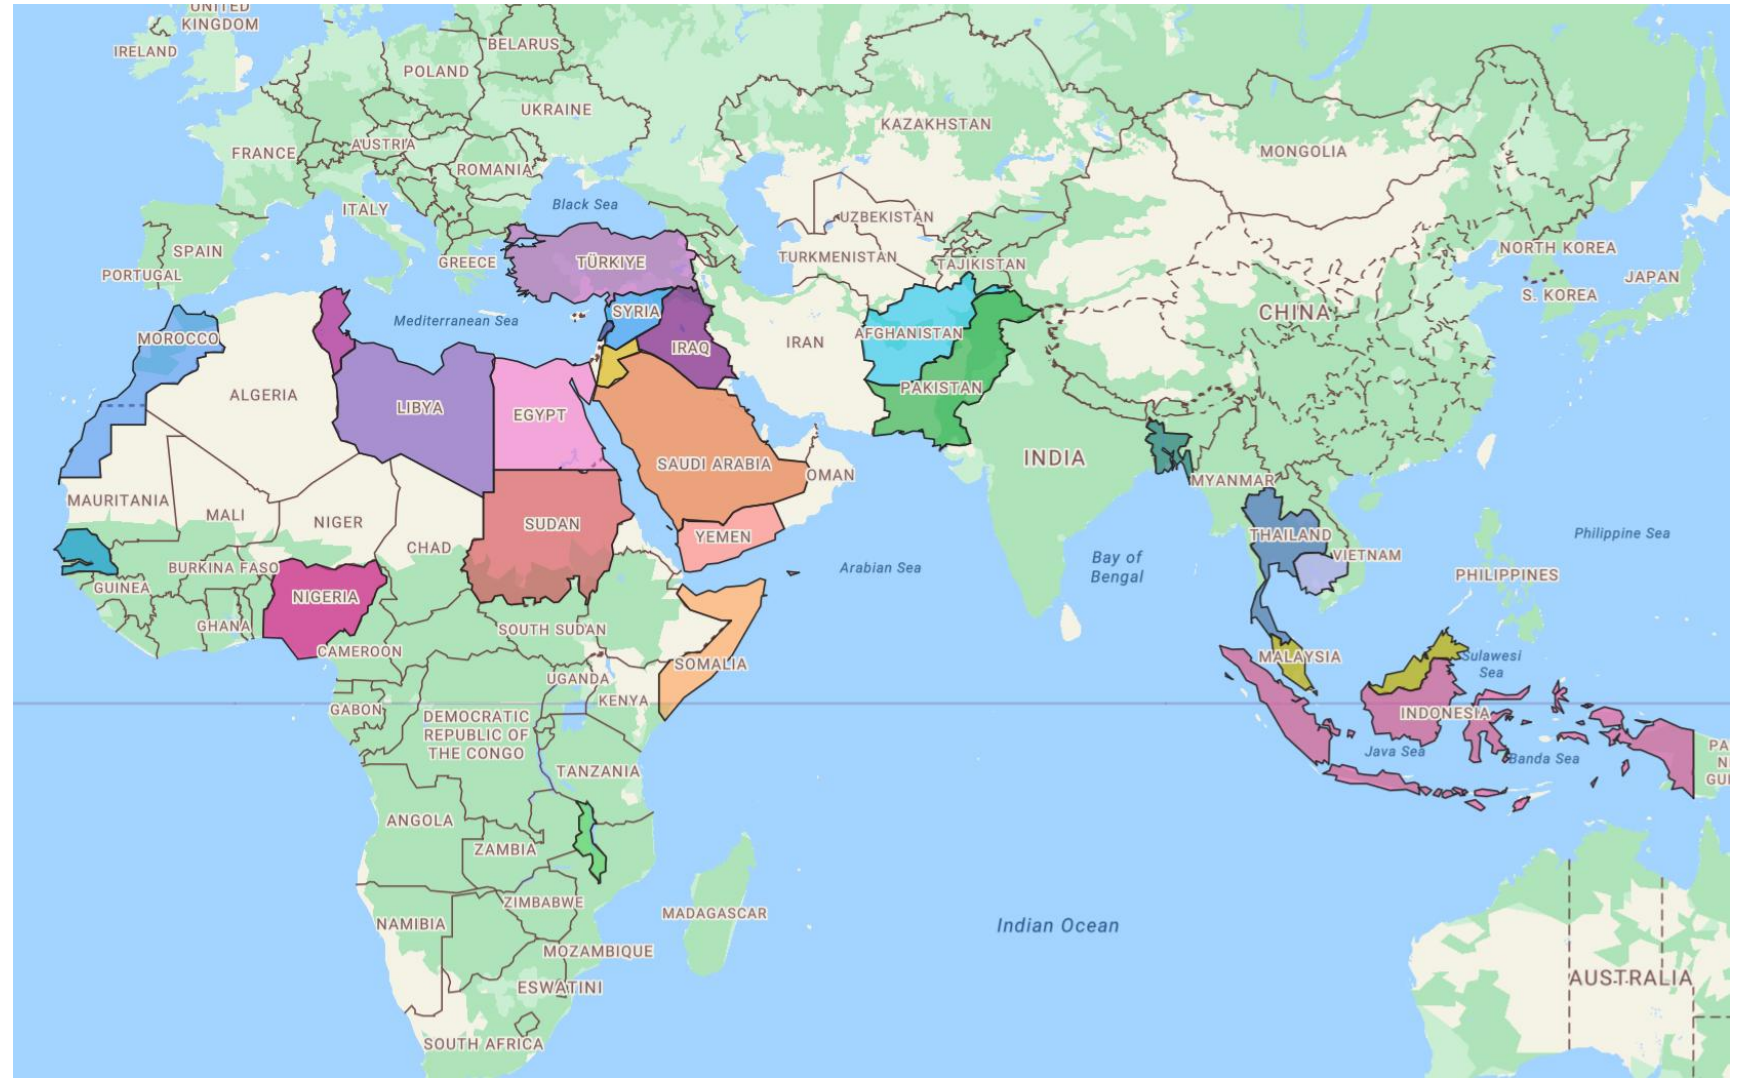 UNITED
KINGDOM
IRELAND
BELARUS
POLAND
UKRAINE
KAZAKHSTAN
FRANCE
AUSTRIA
MONGOLIA
ROMANIA
ITALY
Black Sea
UZBEKISTAN
SPAIN
PORTUGAL
GREECE
TÜRKİYE
TURKMENISTAN
TAJIKISTAN
NORTH KOREA
JAPAN
S. KOREA
CHINA
SYRIA
Mediterranean Sea
MOROCCO
AFGHANISTAN
IRAN
IRAQ
PAKISTAN
ALGERIA
LIBYA
EGYPT
SAUDI ARABIA
INDIA
OMAN
MYANMAR
MAURITANIA
MALI
NIGER
SUDAN
YEMEN
THAILAND
Philippine Sea
CHAD
VIETNAM
Bay of
Bengal
Arabian Sea
BURKINA FASO
PHILIPPINES
GUINEA
NIGERIA
GHANA
SOUTH SUDAN
CAMEROON
SOMALIA
MALAYSIA
Sulawesi
Sea
UGANDA
KENYA
GABON
INDONESIA
DEMOCRATIC
REPUBLIC OF
THE CONGO
Java Sea
Banda Sea
PA
N
GUI
TANZANIA
ANGOLA
ZAMBIA
ZIMBABWE
MADAGASCAR
NAMIBIA
Indian Ocean
MOZAMBIQUE
ESWATINI
AUSTRALIA
SOUTH AFRICA